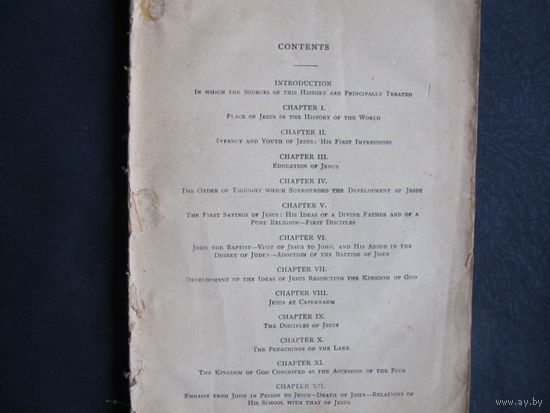 CONTENTS
INTRODUCTION
In which the Sources of this History are Principally Treated
CHAPTER I.
Place of Jesus in the History of the World
CHAPTER II.
Infancy and Youth of Jesus: His First Impressions
CHAPTER III.
Education of Jesus
CHAPTER IV.
The Order of Thought which Surrounded the Development of Jesus
CHAPTER V.
The First Sayings of Jesus: His Ideas of a Divine Father and of a
Pure Religion—First Disciples
CHAPTER VI.
John the Baptist—Visit of Jesus to John, and His Abode in the
Desert of Judea—Adoption of the Baptism of John
CHAPTER VII.
Development of the Ideas of Jesus Respecting the Kingdom of God
CHAPTER VIII.
Jesus at Capernaum
CHAPTER IX.
The Disciples of Jesus
CHAPTER X.
The Preachings on the Lake
CHAPTER XI.
The Kingdom of God Conceived as the Accession of the Poor
CHAPTER XII.
Embassy from John in Prison to Jesus—Death of John—Relations of
His School with that of Jesus
www.ay.by